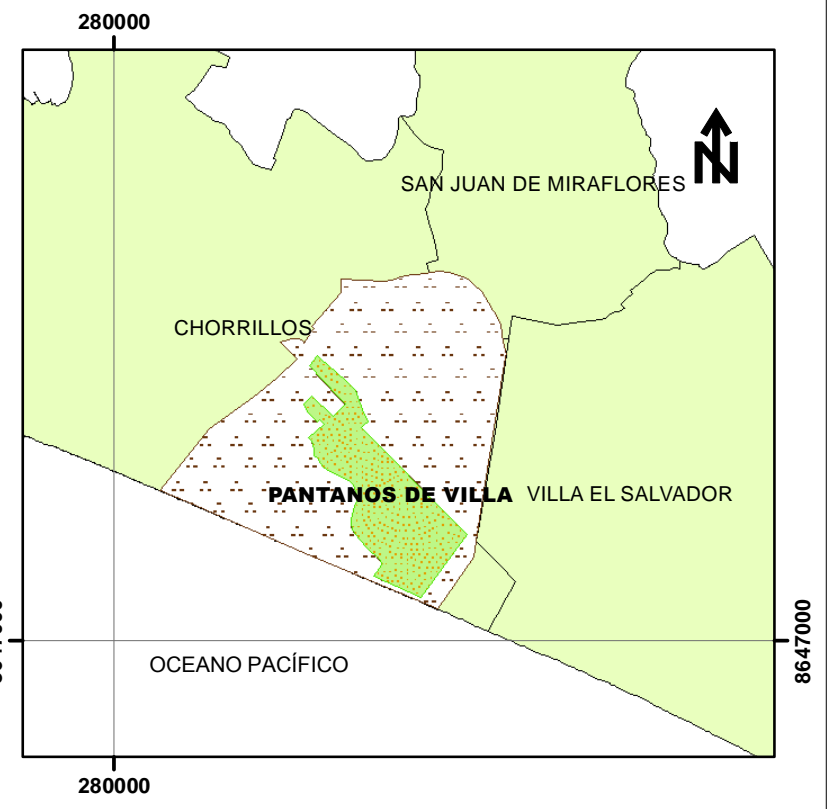 280000
N
SAN JUAN DE MIRAFLORES
CHORRILLOS
PANTANOS DE VILLA
VILLA EL SALVADOR
8647000
OCEANO PACÍFICO
280000